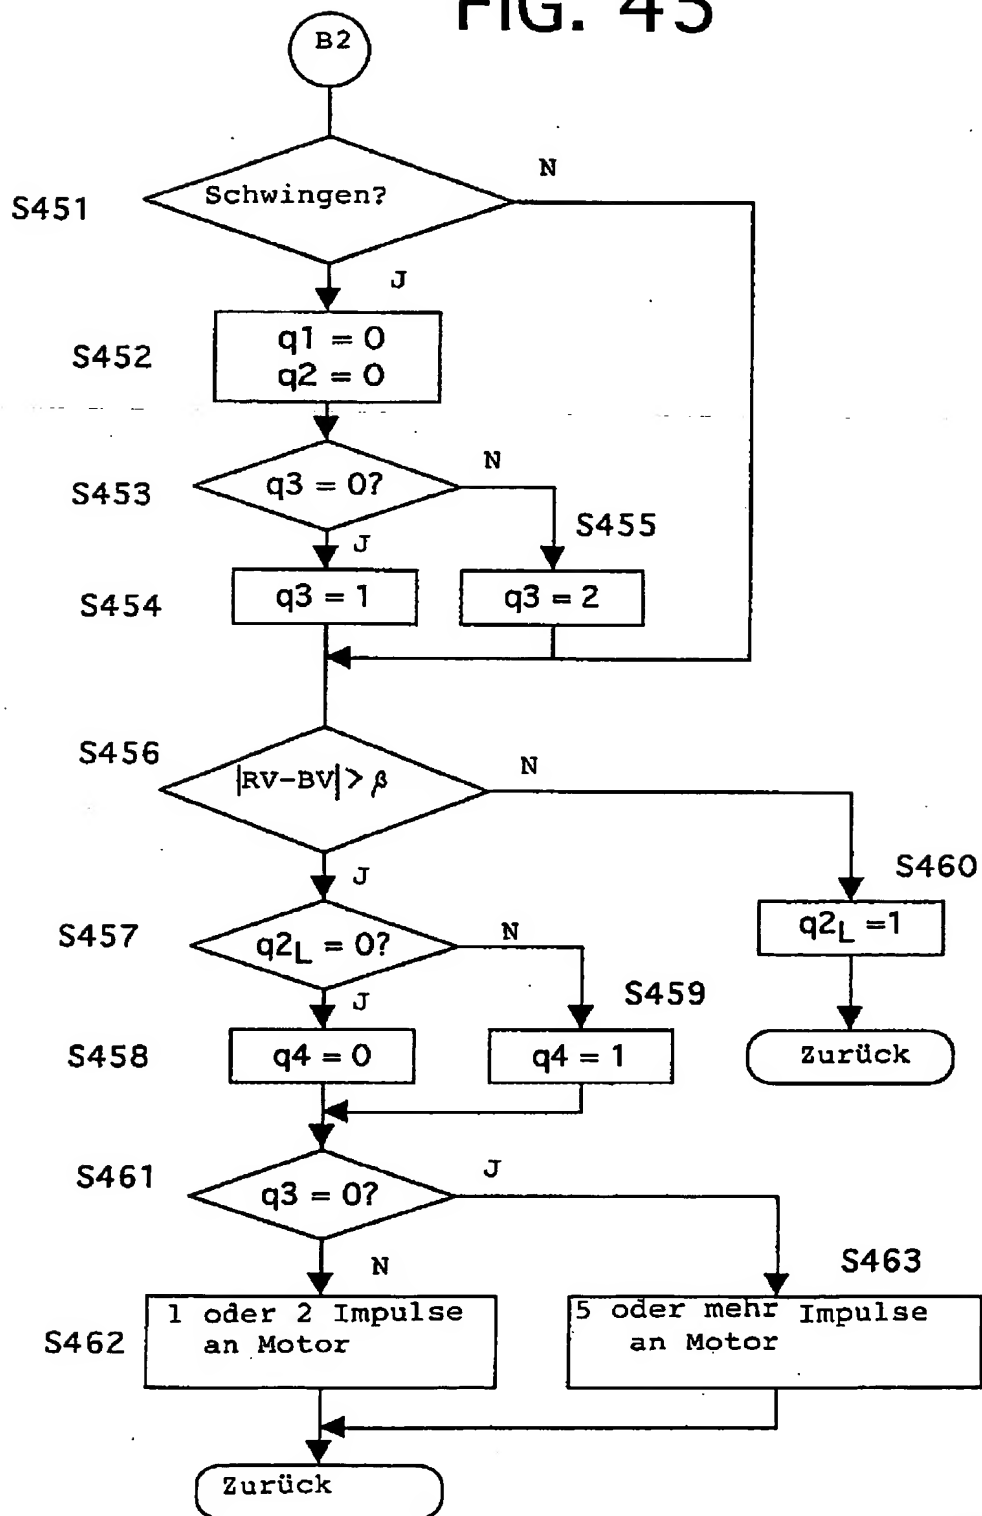 FIG. 45
B2
N
Schwingen?
S451
J
q1 = 0
q2 = 0
S452
N
q3 = 0?
S453
S455
J
q3 = 1
q3 = 2
S454
S456
|RV-BV| > β
N
J
S460
S457
q2L = 0?
N
q2L =1
J
S459
S458
q4 = 0
q4 = 1
Zurück
S461
q3 = 0?
J
N
S463
1 oder 2 Impulse
an Motor
S462
5 oder mehr Impulse
an Motor
Zurück